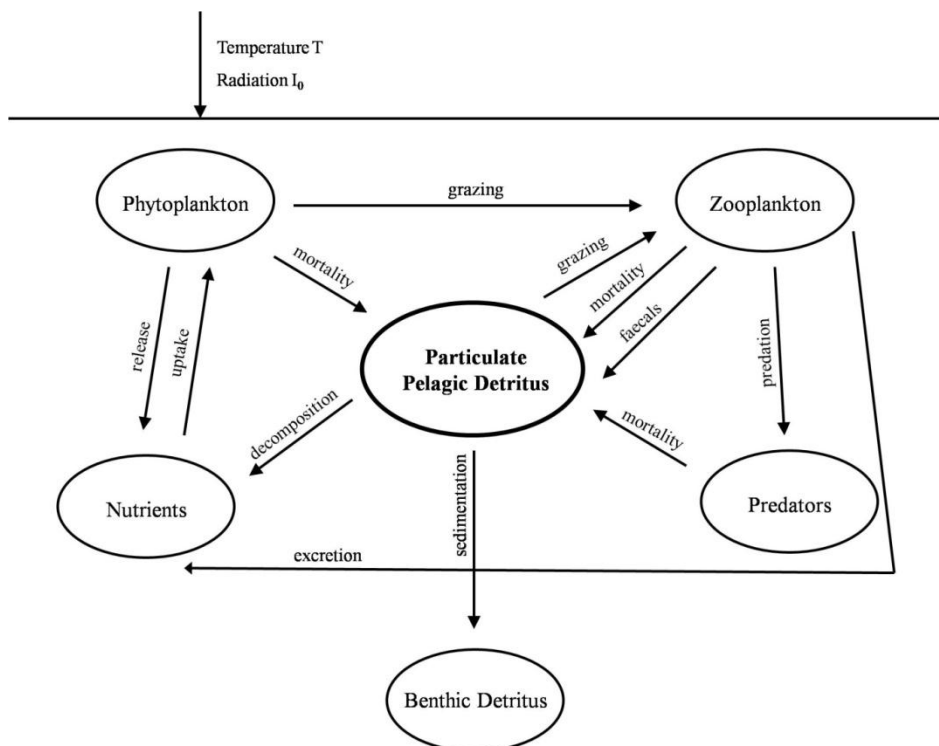 Temperature T
Radiation I₀
Phytoplankton
grazing
Zooplankton
mortality
grazing
mortality
faecals
release
uptake
predation
Particulate
Pelagic Detritus
decomposition
mortality
Nutrients
sedimentation
Predators
excretion
Benthic Detritus